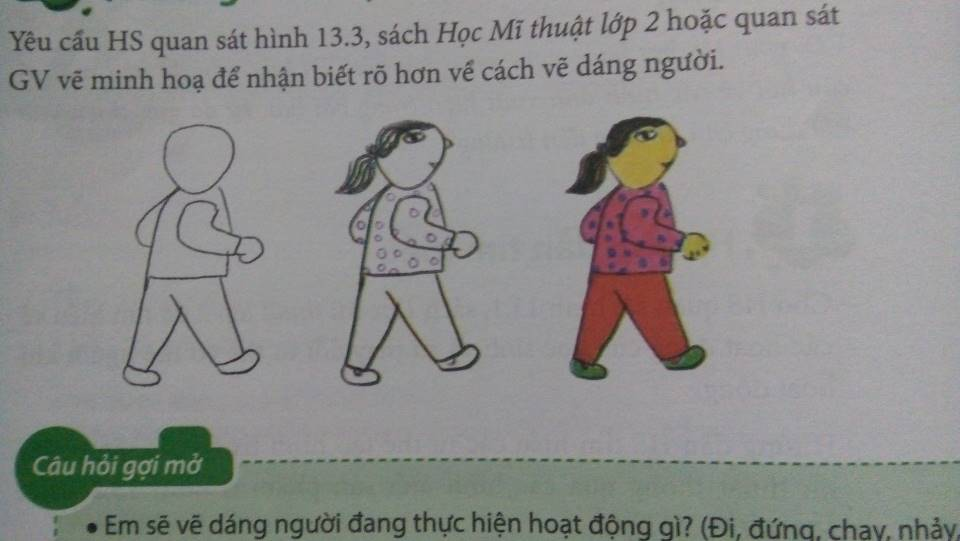 Yêu cầu HS quan sát hình 13.3, sách Học Mĩ thuật lớp 2 hoặc quan sát
GV vẽ minh hoạ để nhận biết rõ hơn về cách vẽ dáng người.
Câu hỏi gợi mở
• Em sẽ vẽ dáng người đang thực hiện hoạt động gì? (Đi, đứng, chạy, nhảy,